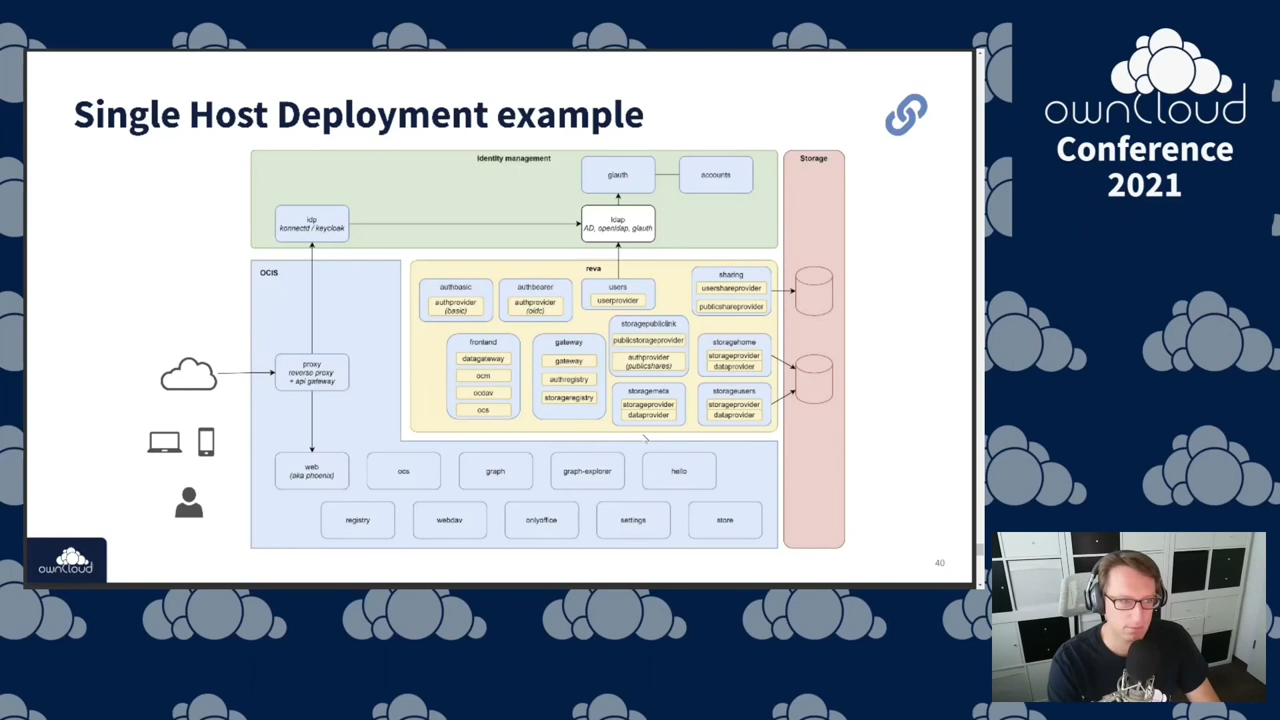 Single Host Deployment example
ownCloud
Conference
2021
Identity management
Storage
glauth
accounts
idp
konnectd / keycloak
ldap
AD, openldap, glauth
OCIS
reva
authbasic
authprovider
(basic)
authbearer
authprovider
(oidc)
users
userprovider
sharing
usershareprovider
publicshareprovider
storagepubliclink
publicstorageprovider
authprovider
(publicshares)
frontend
datagateway
ocm
ocdav
ocs
gateway
gateway
authregistry
storageregistry
storagehome
storageprovider
dataprovider
storagemeta
storageprovider
dataprovider
storageusers
storageprovider
dataprovider
proxy
reverse proxy
+ api gateway
web
(aka phoenix)
ocs
graph
graph-explorer
hello
registry
webdav
onlyoffice
settings
store
ownCloud
40